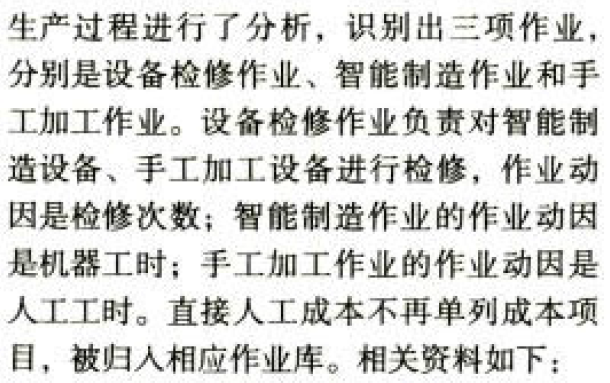 生产过程进行了分析，识别出三项作业，
分别是设备检修作业、智能制造作业和手
工加工作业。设备检修作业负责对智能制
造设备、手工加工设备进行检修，作业动
因是检修次数；智能制造作业的作业动因
是机器工时；手工加工作业的作业动因是
人工工时。直接人工成本不再单列成本项
目，被归入相应作业库。相关资料如下：